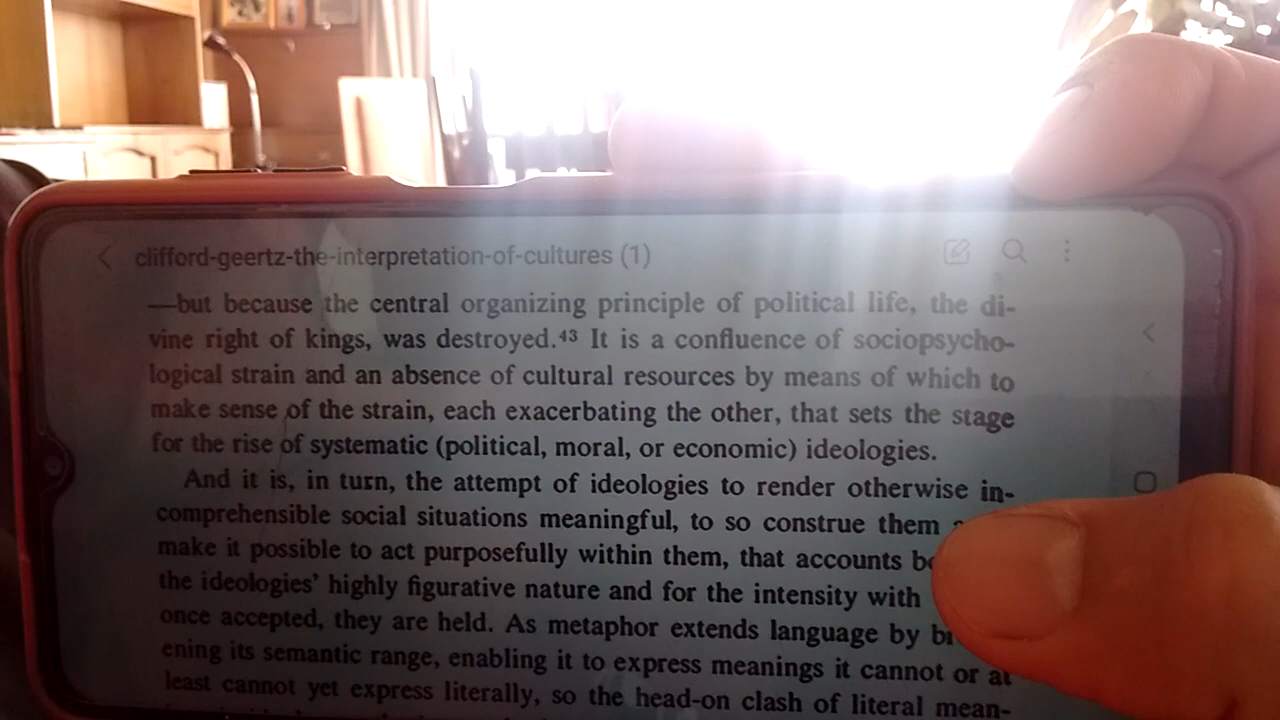 clifford-geertz-the-interpretation-of-cultures (1)
—but because the central organizing principle of political life, the di-
vine right of kings, was destroyed.⁴³ It is a confluence of sociopsycho-
logical strain and an absence of cultural resources by means of which to
make sense of the strain, each exacerbating the other, that sets the stage
for the rise of systematic (political, moral, or economic) ideologies.
And it is, in turn, the attempt of ideologies to render otherwise in-
comprehensible social situations meaningful, to so construe them
make it possible to act purposefully within them, that accounts
the ideologies’ highly figurative nature and for the intensity with
once accepted, they are held. As metaphor extends language by
ening its semantic range, enabling it to express meanings it cannot or at
least cannot yet express literally, so the head-on clash of literal mean-